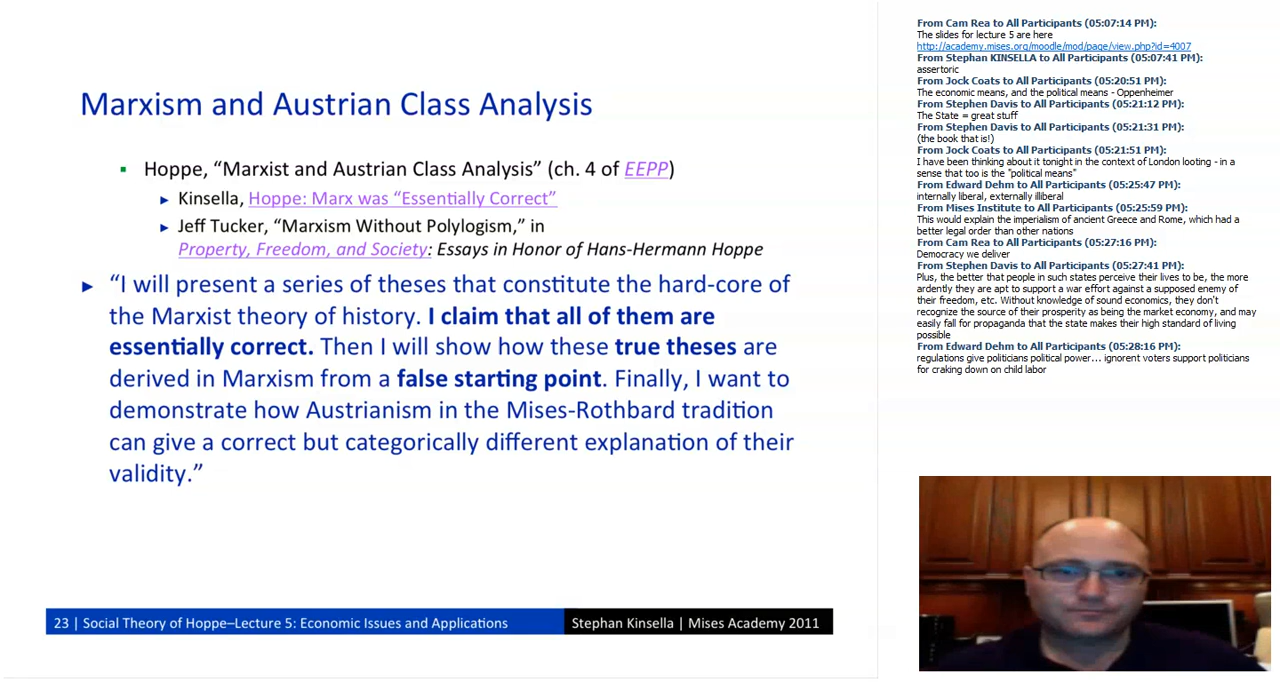 Marxism and Austrian Class Analysis
Hoppe, “Marxist and Austrian Class Analysis” (ch. 4 of EEPP)
Kinsella, Hoppe: Marx was “Essentially Correct”
Jeff Tucker, “Marxism Without Polylogism,” in
Property, Freedom, and Society: Essays in Honor of Hans-Hermann Hoppe
“I will present a series of theses that constitute the hard-core of
the Marxist theory of history. I claim that all of them are
essentially correct. Then I will show how these true theses are
derived in Marxism from a false starting point. Finally, I want to
demonstrate how Austrianism in the Mises-Rothbard tradition
can give a correct but categorically different explanation of their
validity.”
23 | Social Theory of Hoppe–Lecture 5: Economic Issues and Applications
Stephan Kinsella | Mises Academy 2011
From Cam Rea to All Participants (05:07:14 PM):
The slides for lecture 5 are here
http://academy.mises.org/moodle/mod/page/view.php?id=4007
From Stephan KINSELLA to All Participants (05:07:41 PM):
assertoric
From Jock Coats to All Participants (05:20:51 PM):
The economic means, and the political means - Oppenheimer
From Stephen Davis to All Participants (05:21:12 PM):
The State = great stuff
From Stephen Davis to All Participants (05:21:31 PM):
(the book that is!)
From Jock Coats to All Participants (05:21:51 PM):
I have been thinking about it tonight in the context of London looting - in a
sense that too is the "political means"
From Edward Dehm to All Participants (05:25:47 PM):
internally liberal, externally illiberal
From Mises Institute to All Participants (05:25:59 PM):
This would explain the imperialism of ancient Greece and Rome, which had a
better legal order than other nations
From Cam Rea to All Participants (05:27:16 PM):
Democracy we deliver
From Stephen Davis to All Participants (05:27:41 PM):
Plus, the better that people in such states perceive their lives to be, the more
ardently they are apt to support a war effort against a supposed enemy of
their freedom, etc. Without knowledge of sound economics, they don't
recognize the source of their prosperity as being the market economy, and may
easily fall for propaganda that the state makes their high standard of living
possible
From Edward Dehm to All Participants (05:28:16 PM):
regulations give politicians political power... ignorent voters support politicians
for craking down on child labor